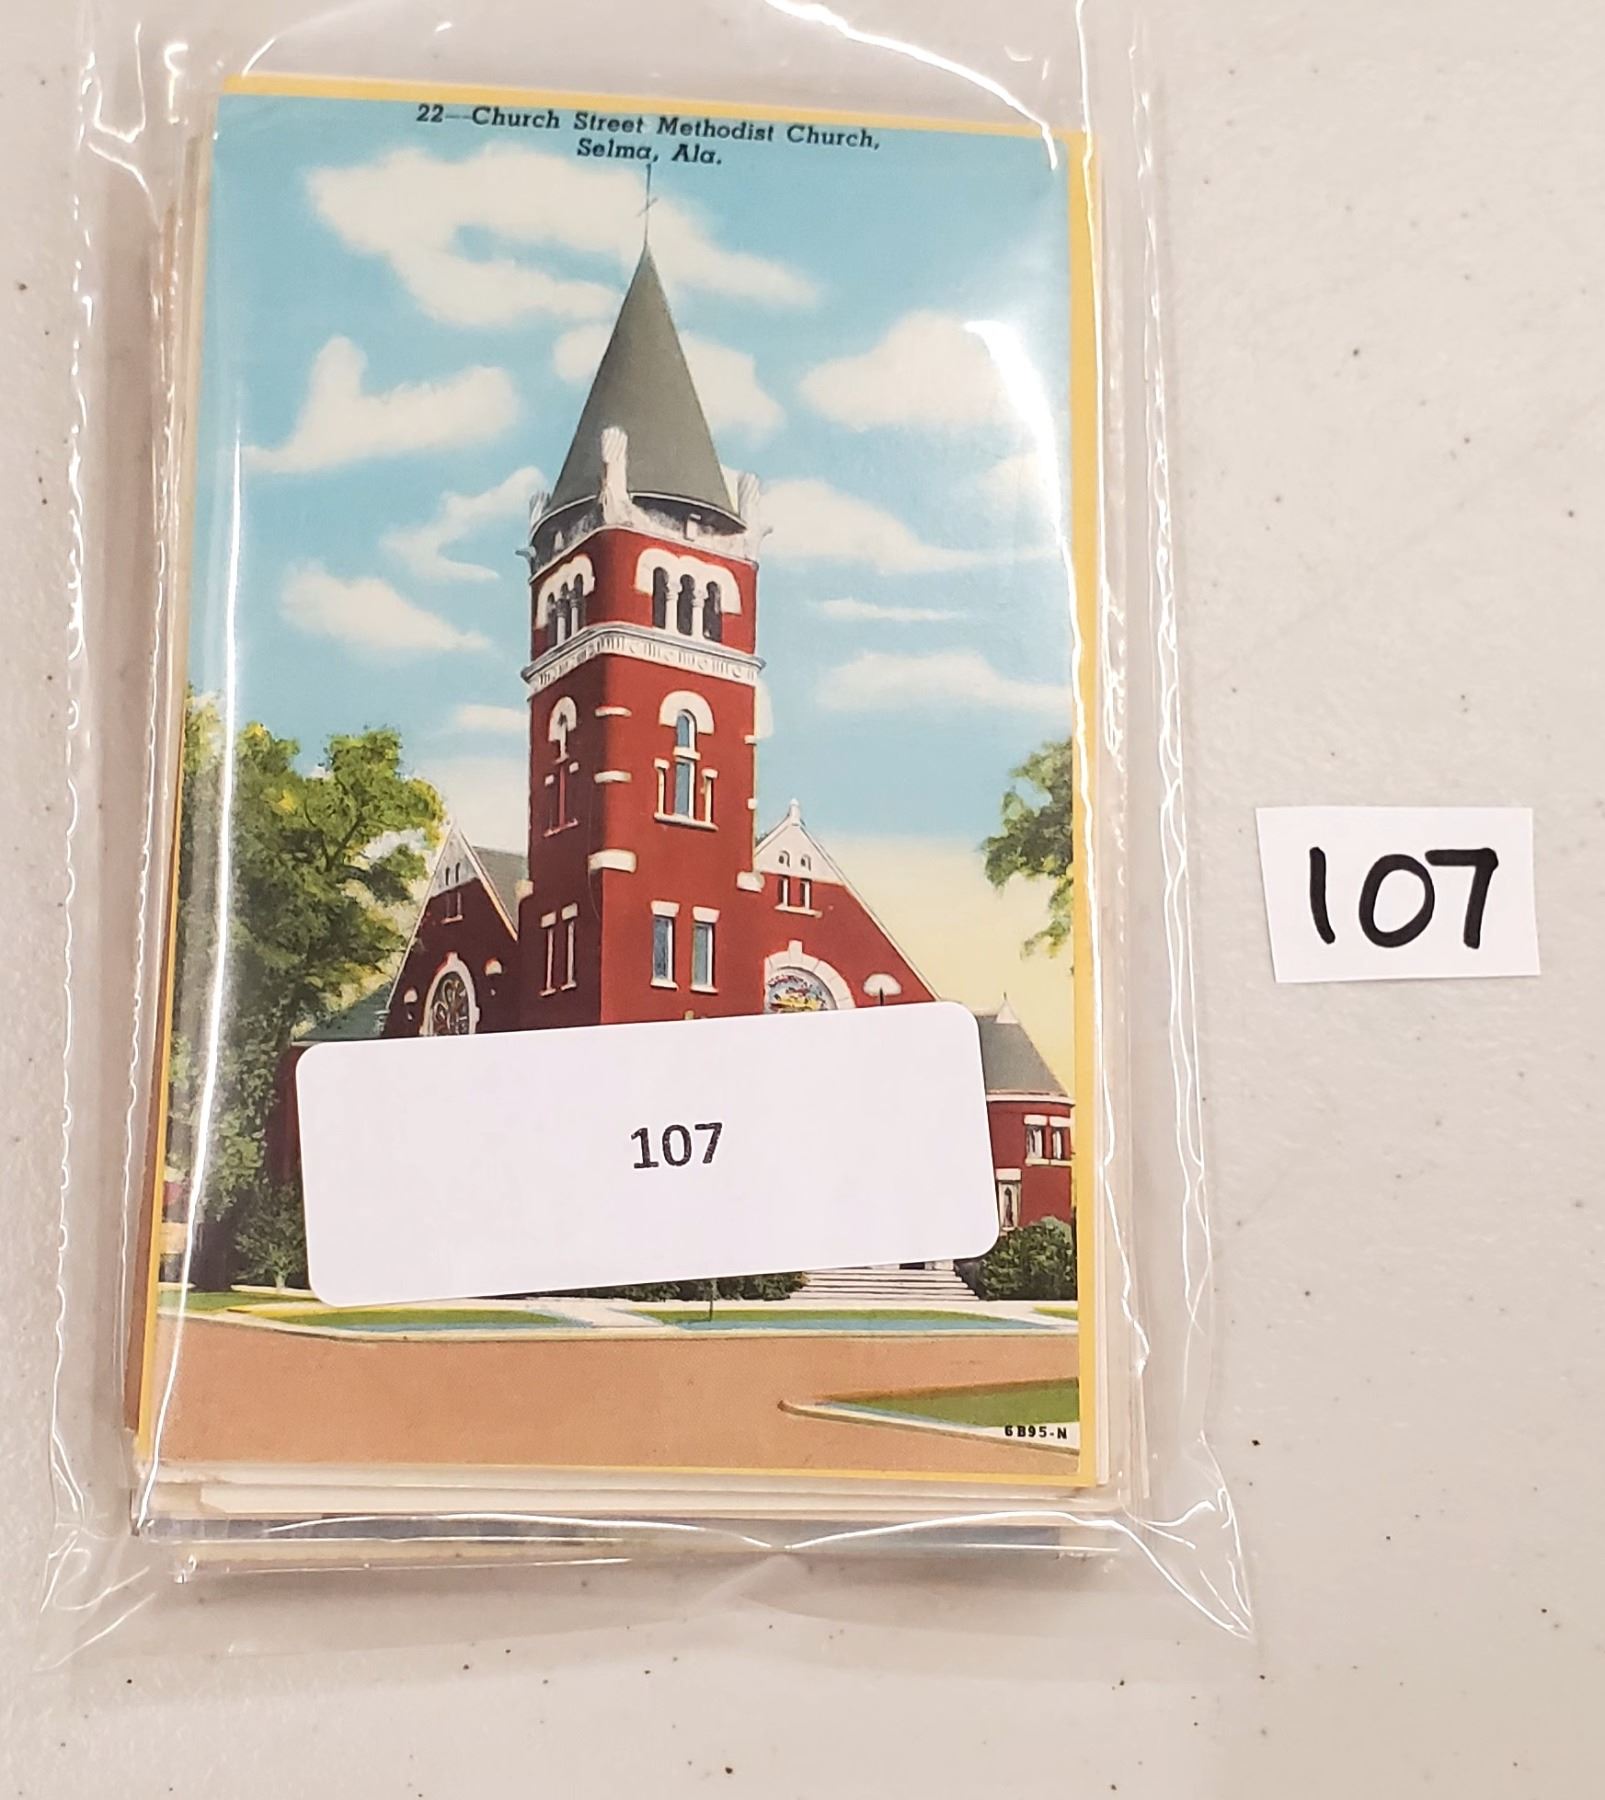 22—Church Street Methodist Church,
Selma, Ala.
107
107
6B95-N